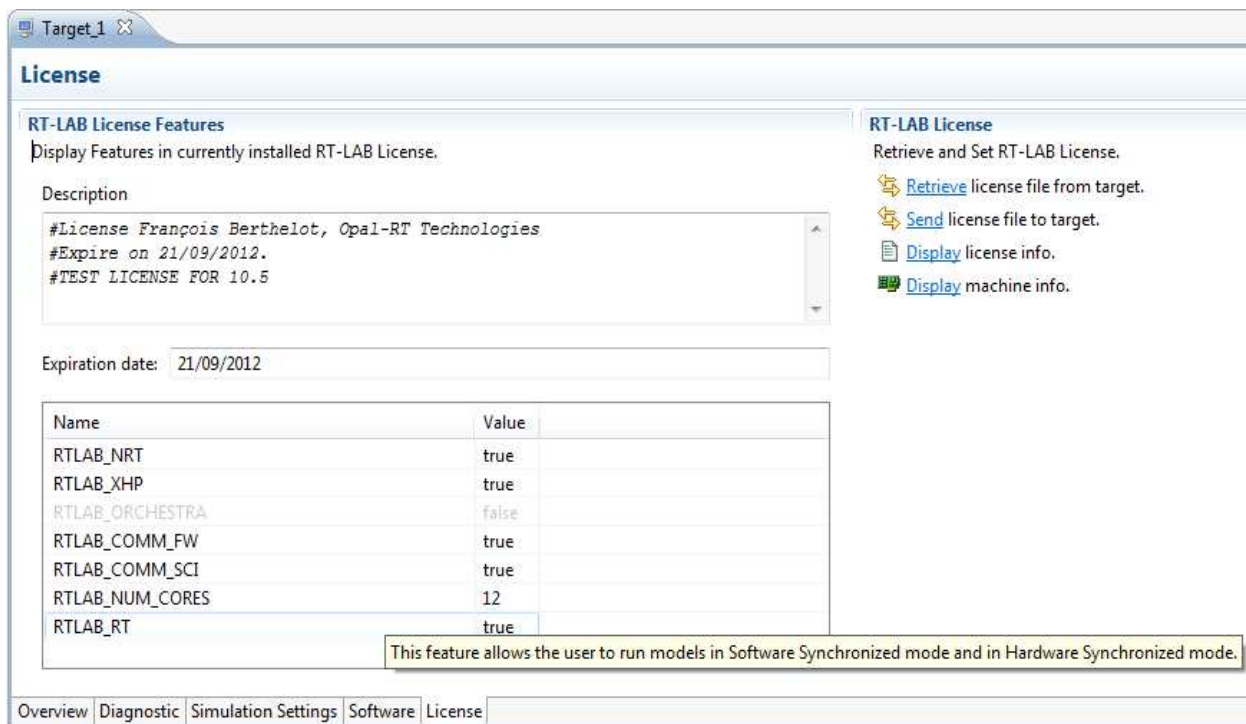 Target_1
License
RT-LAB License Features
Display Features in currently installed RT-LAB License.
Description
#License François Berthelot, Opal-RT Technologies
#Expire on 21/09/2012.
#TEST LICENSE FOR 10.5
Expiration date: 21/09/2012
Name Value
RTLAB_NRT true
RTLAB_XHP true
RTLAB_ORCHESTRA false
RTLAB_COMM_FW true
RTLAB_COMM_SCI true
RTLAB_NUM_CORES 12
RTLAB_RT true
This feature allows the user to run models in Software Synchronized mode and in Hardware Synchronized mode.
RT-LAB License
Retrieve and Set RT-LAB License.
Retrieve license file from target.
Send license file to target.
Display license info.
Display machine info.
Overview Diagnostic Simulation Settings Software License